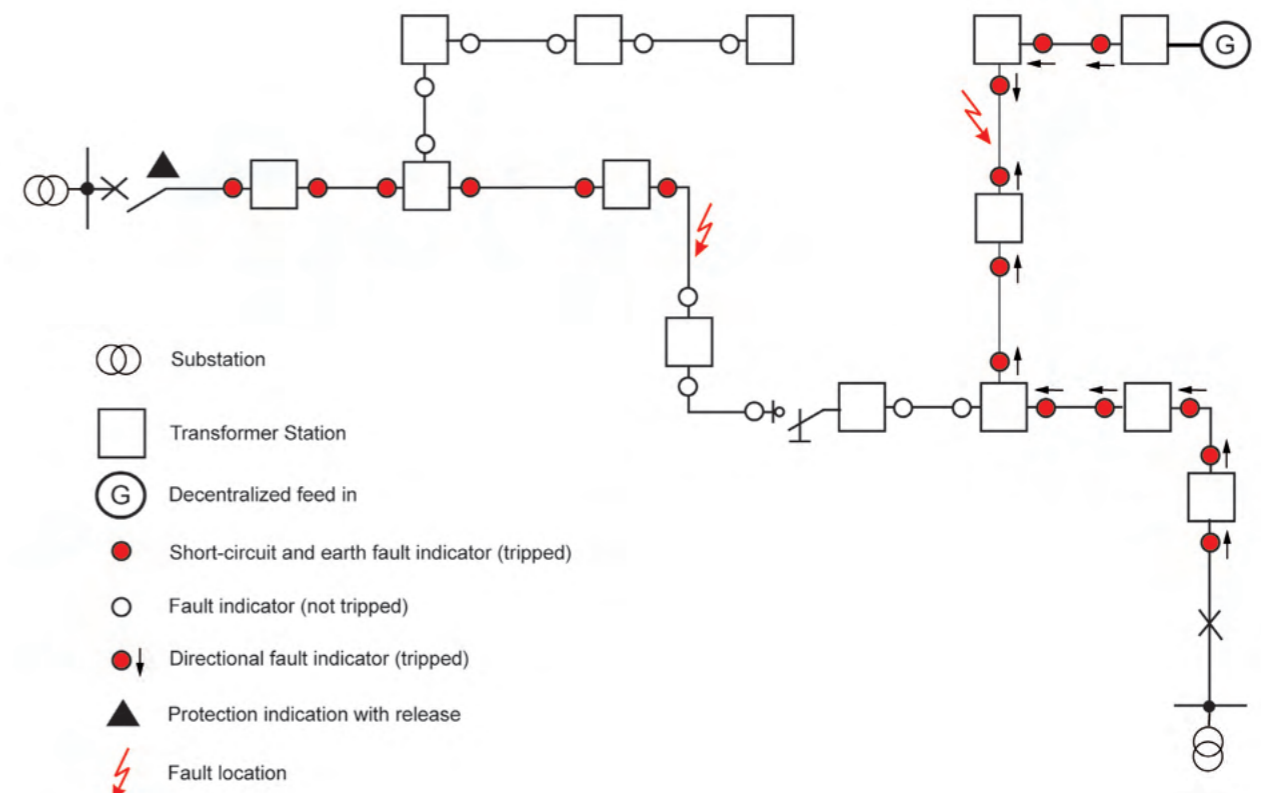 G
Substation
Transformer Station
G
Decentralized feed in
Short-circuit and earth fault indicator (tripped)
Fault indicator (not tripped)
Directional fault indicator (tripped)
Protection indication with release
Fault location